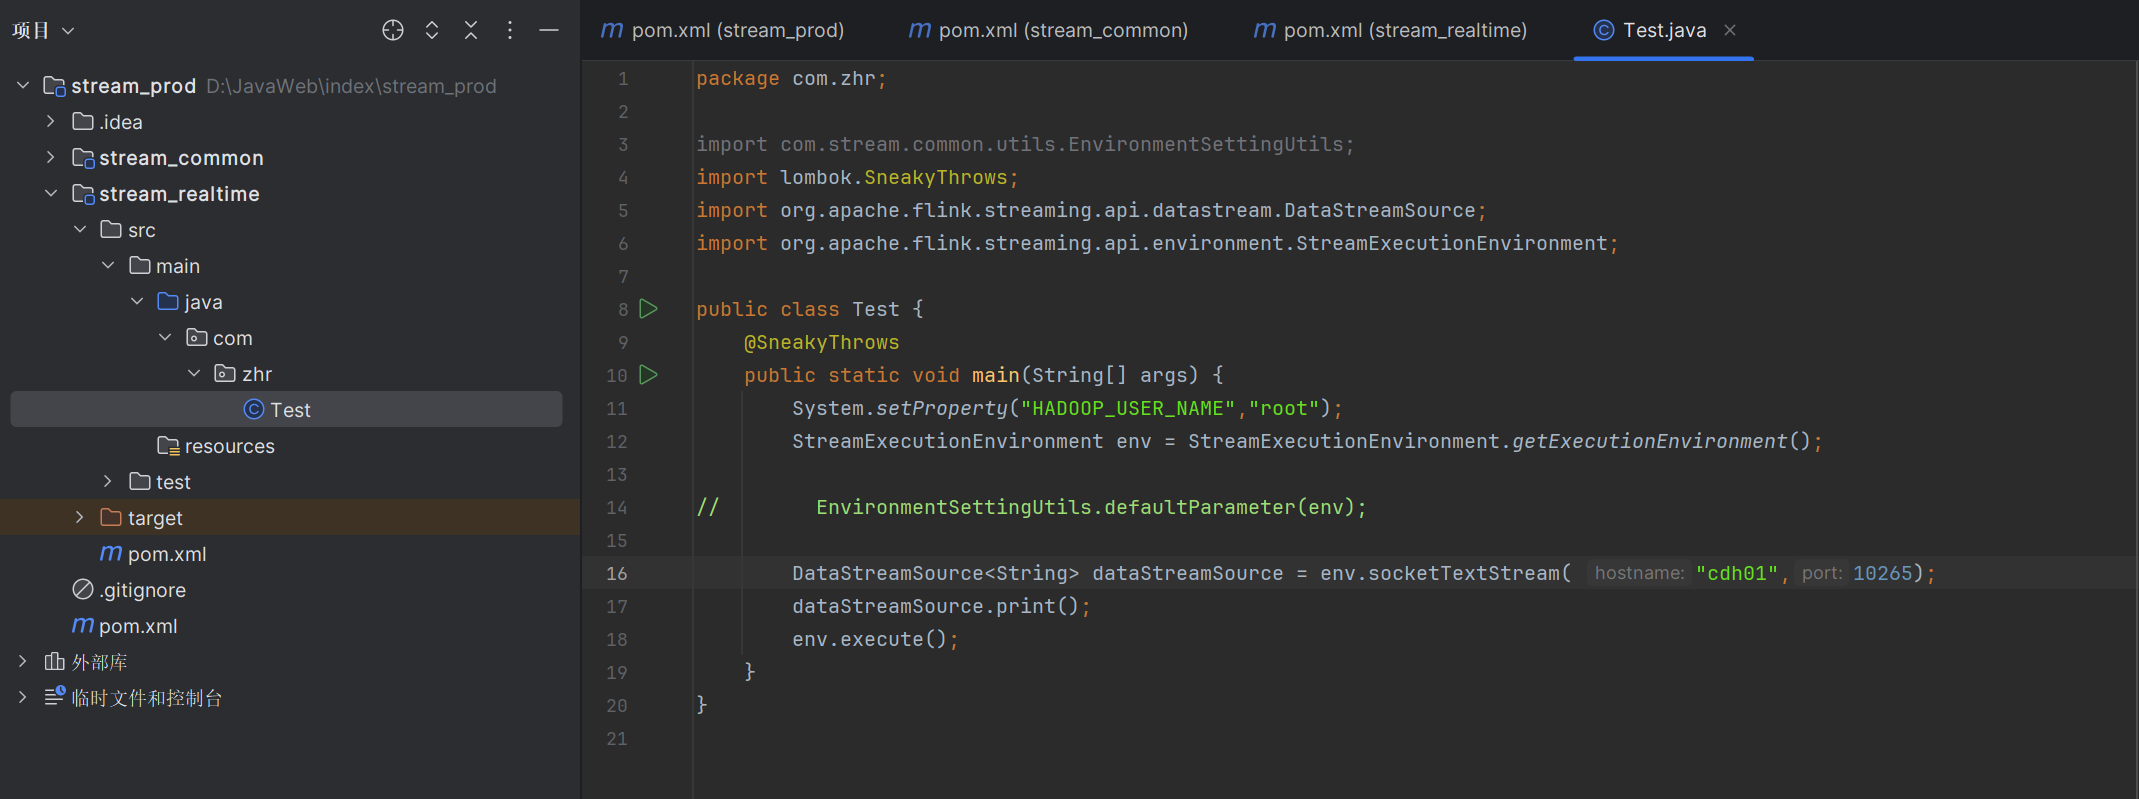 项目
stream_prod D:\JavaWeb\index\stream_prod
.idea
stream_common
stream_realtime
src
main
java
com
zhr
Test
resources
test
target
pom.xml
.gitignore
pom.xml
外部库
临时文件和控制台
pom.xml (stream_prod) pom.xml (stream_common) pom.xml (stream_realtime) Test.java
1 package com.zhr;
2
3 import com.stream.common.utils.EnvironmentSettingUtils;
4 import lombok.SneakyThrows;
5 import org.apache.flink.streaming.api.datastream.DataStreamSource;
6 import org.apache.flink.streaming.api.environment.StreamExecutionEnvironment;
7
8 public class Test {
9 @SneakyThrows
10 public static void main(String[] args) {
11 System.setProperty("HADOOP_USER_NAME","root");
12 StreamExecutionEnvironment env = StreamExecutionEnvironment.getExecutionEnvironment();
13
14 // EnvironmentSettingUtils.defaultParameter(env);
15
16 DataStreamSource<String> dataStreamSource = env.socketTextStream( hostname: "cdh01", port: 10265);
17 dataStreamSource.print();
18 env.execute();
19 }
20 }
21